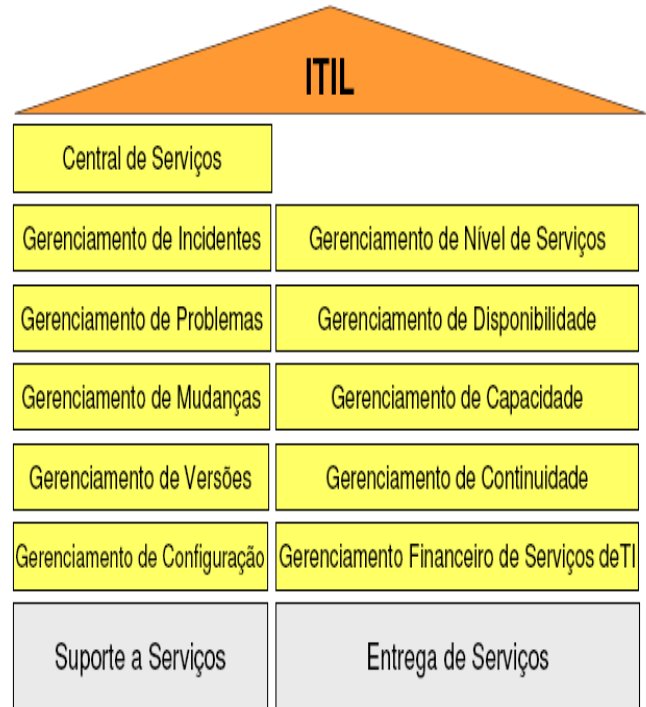 ITIL
Central de Serviços
Gerenciamento de Incidentes
Gerenciamento de Nível de Serviços
Gerenciamento de Problemas
Gerenciamento de Disponibilidade
Gerenciamento de Mudanças
Gerenciamento de Capacidade
Gerenciamento de Versões
Gerenciamento de Continuidade
Gerenciamento de Configuração
Gerenciamento Financeiro de Serviços deTI
Suporte a Serviços
Entrega de Serviços